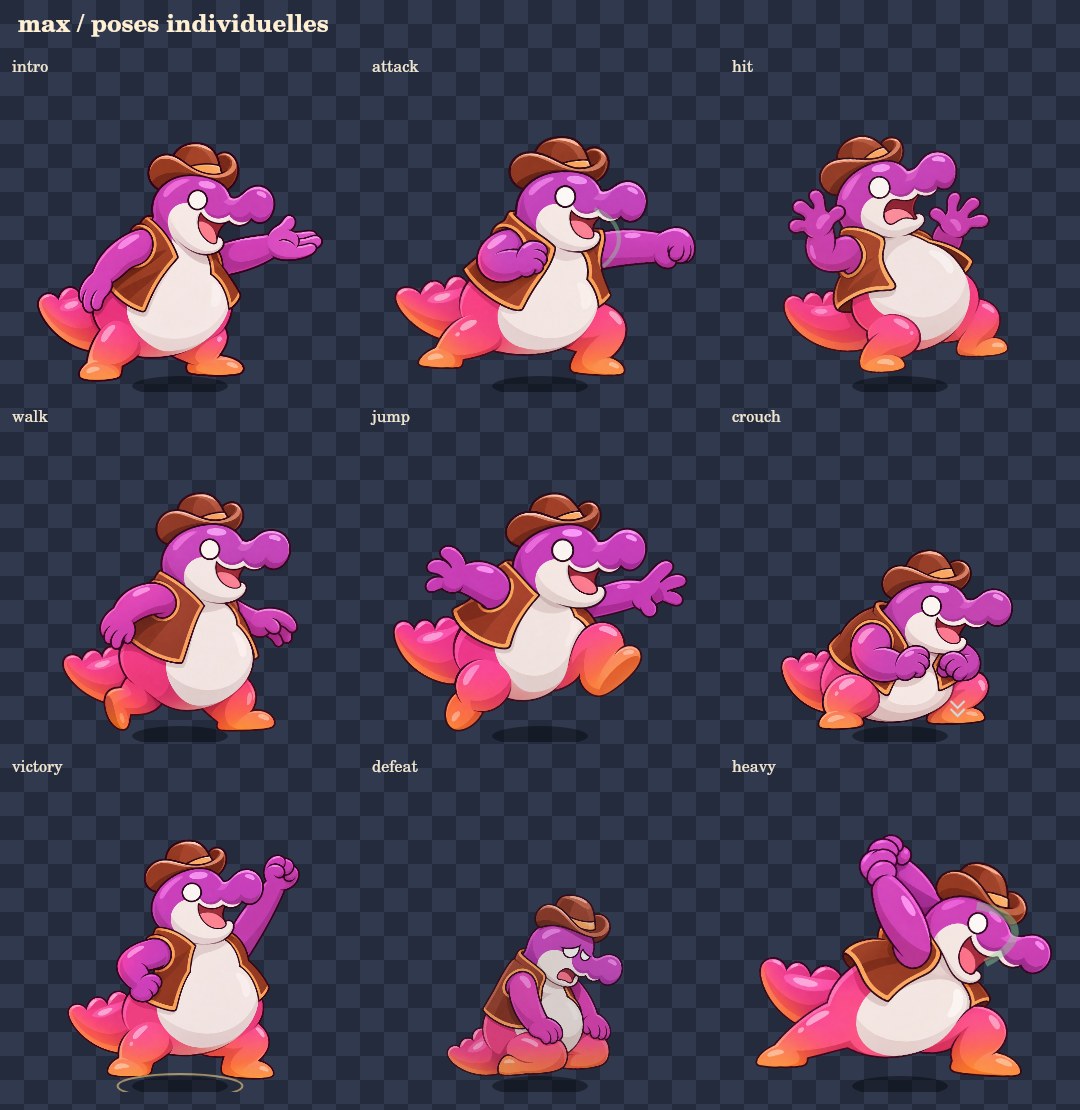 max / poses individuelles
intro
attack
hit
walk
jump
crouch
victory
defeat
heavy